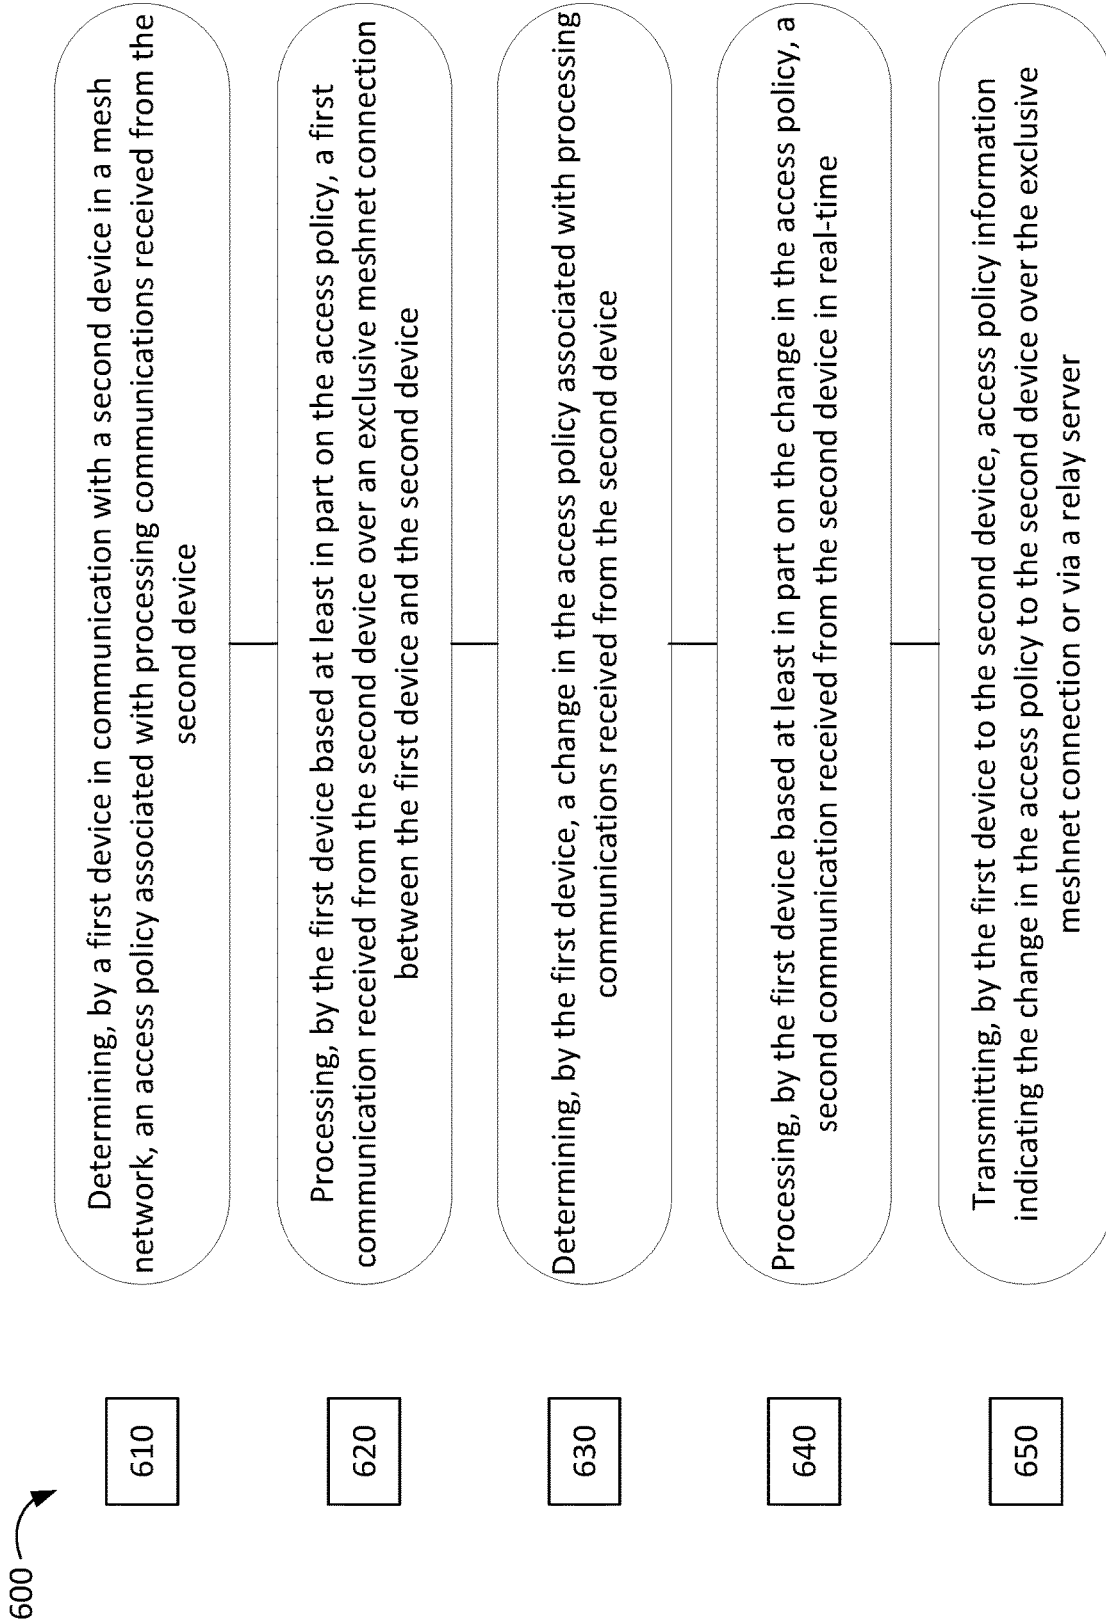 600
610
Determining, by a first device in communication with a second device in a mesh
network, an access policy associated with processing communications received from the
second device
620
Processing, by the first device based at least in part on the access policy, a first
communication received from the second device over an exclusive meshnet connection
between the first device and the second device
630
Determining, by the first device, a change in the access policy associated with processing
communications received from the second device
640
Processing, by the first device based at least in part on the change in the access policy, a
second communication received from the second device in real-time
650
Transmitting, by the first device to the second device, access policy information
indicating the change in the access policy to the second device over the exclusive
meshnet connection or via a relay server